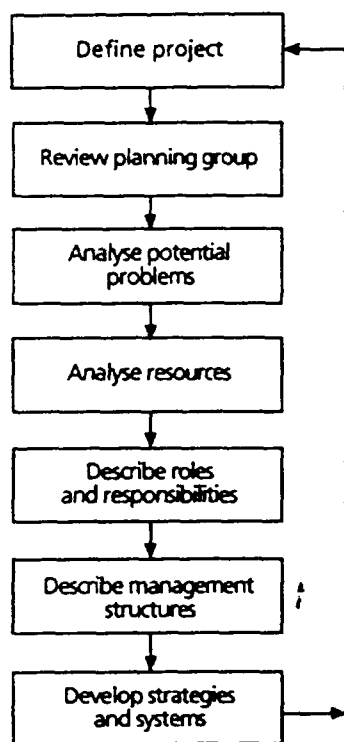 Define project
Review planning group
Analyse potential
problems
Analyse resources
Describe roles
and responsibilities
Describe management
structures
Develop strategies
and systems